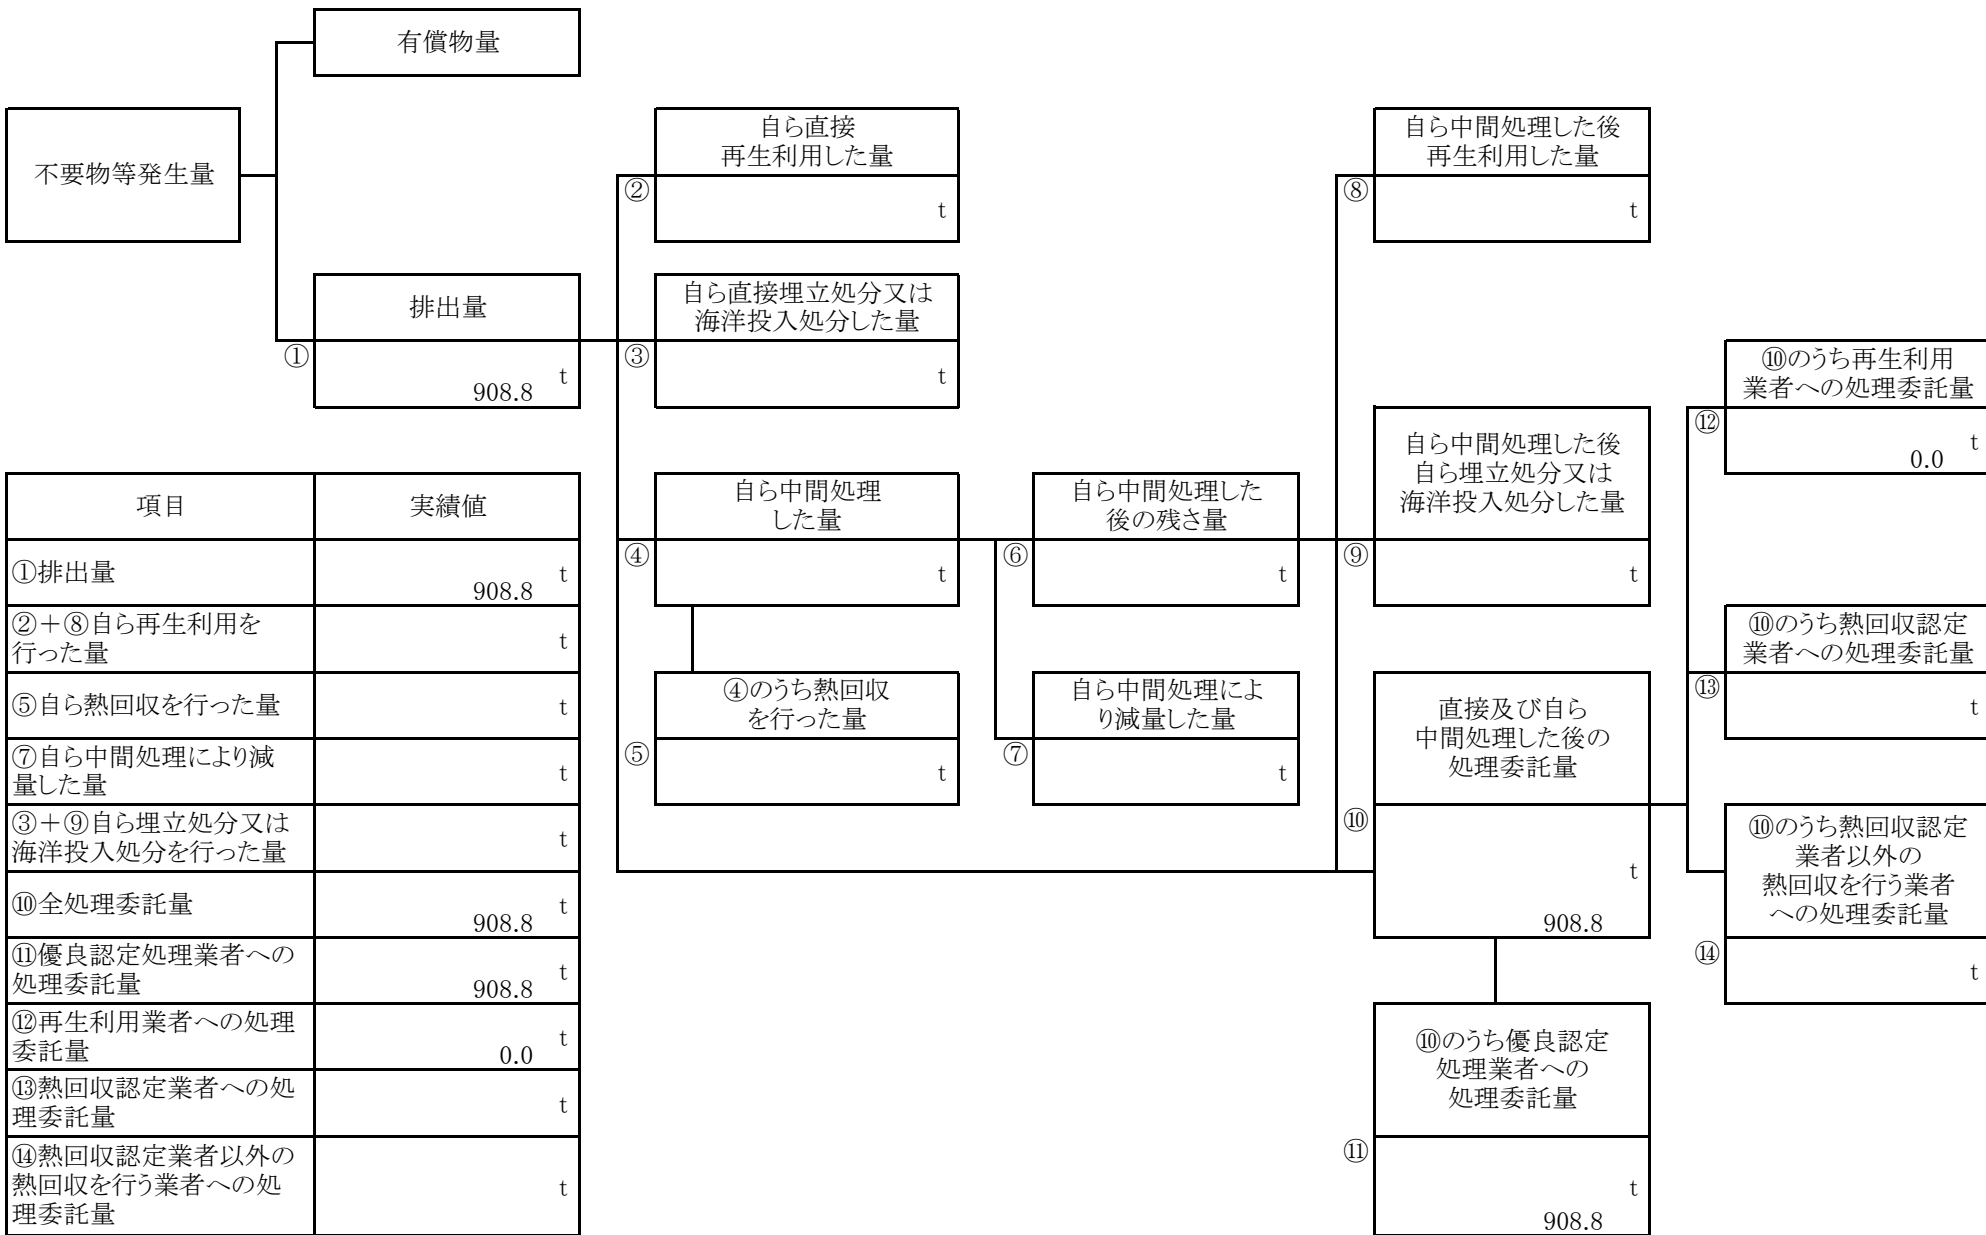 有償物量
不要物等発生量
排出量
①
t
908.8
自ら直接
再生利用した量
②
t
自ら直接埋立処分又は
海洋投入処分した量
③
t
自ら中間処理
した量
④
t
④のうち熱回収
を行った量
⑤
t
自ら中間処理した
後の残さ量
⑥
t
自ら中間処理によ
り減量した量
⑦
t
自ら中間処理した後
再生利用した量
⑧
t
自ら中間処理した後
自ら埋立処分又は
海洋投入処分した量
⑨
t
直接及び自ら
中間処理した後の
処理委託量
⑩
t
908.8
⑩のうち優良認定
処理業者への
処理委託量
⑪
t
908.8
⑩のうち再生利用
業者への処理委託量
⑫
t
0.0
⑩のうち熱回収認定
業者への処理委託量
⑬
t
⑩のうち熱回収認定
業者以外の
熱回収を行う業者
への処理委託量
⑭
t
項目
実績値
①排出量
t
908.8
②＋⑧自ら再生利用を
行った量
t
⑤自ら熱回収を行った量
t
⑦自ら中間処理により減
量した量
t
③＋⑨自ら埋立処分又は
海洋投入処分を行った量
t
⑩全処理委託量
t
908.8
⑪優良認定処理業者への
処理委託量
t
908.8
⑫再生利用業者への処理
委託量
t
0.0
⑬熱回収認定業者への処
理委託量
t
⑭熱回収認定業者以外の
熱回収を行う業者への処
理委託量
t